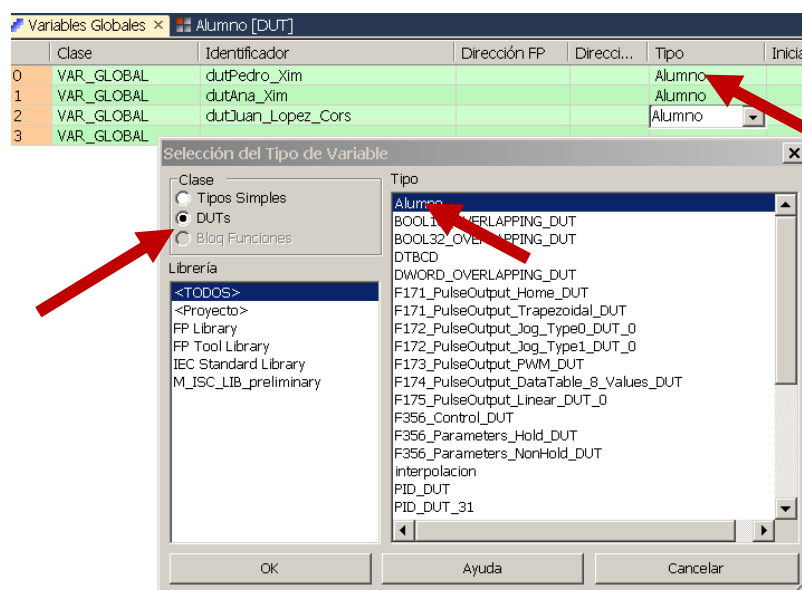 Variables Globales × Alumno [DUT]
Clase Identificador Dirección FP Direcci... Tipo Inicia
0 VAR_GLOBAL dutPedro_Xim Alumno
1 VAR_GLOBAL dutAna_Xim Alumno
2 VAR_GLOBAL dutJuan_Lopez_Cors Alumno
3 VAR_GLOBAL
Selección del Tipo de Variable
Clase
Tipos Simples
DUTs
Bloq Funciones
Librería
<TODOS>
<Proyecto>
FP Library
FP Tool Library
IEC Standard Library
M_ISC_LIB_preliminary
Tipo
Alumno
BOOL16_OVERLAPPING_DUT
BOOL32_OVERLAPPING_DUT
DTBCD
DWORD_OVERLAPPING_DUT
F171_PulseOutput_Home_DUT
F171_PulseOutput_Trapezoidal_DUT
F172_PulseOutput_Jog_Type0_DUT_0
F172_PulseOutput_Jog_Type1_DUT_0
F173_PulseOutput_PWM_DUT
F174_PulseOutput_DataTable_8_Values_DUT
F175_PulseOutput_Linear_DUT_0
F356_Control_DUT
F356_Parameters_Hold_DUT
F356_Parameters_NonHold_DUT
interpolacion
PID_DUT
PID_DUT_31
OK Ayuda Cancelar